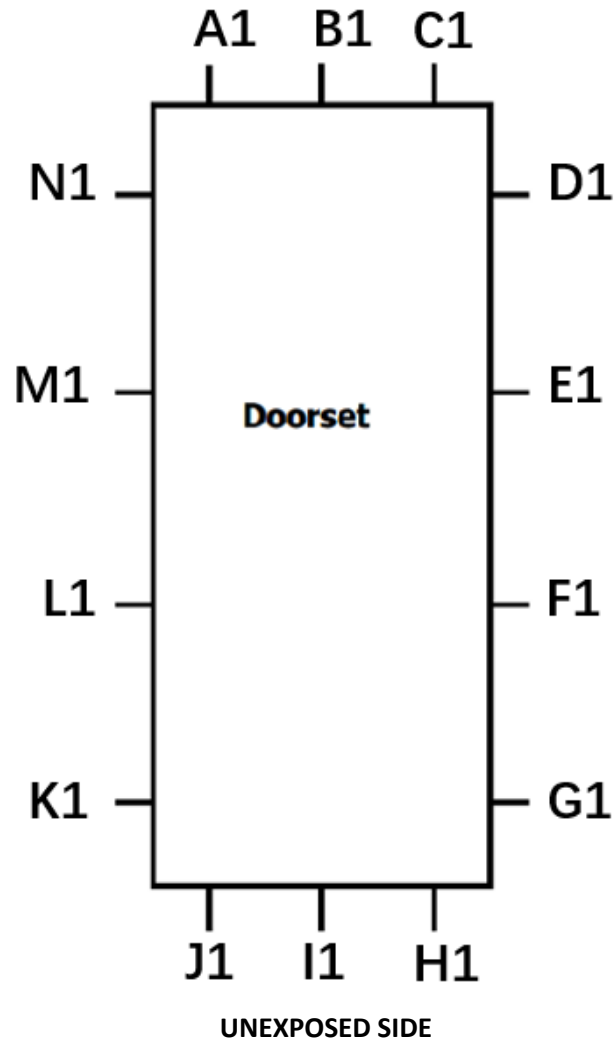 A1 B1 C1
N1 D1
M1 E1
Doorset
L1 F1
K1 G1
J1 I1 H1
UNEXPOSED SIDE